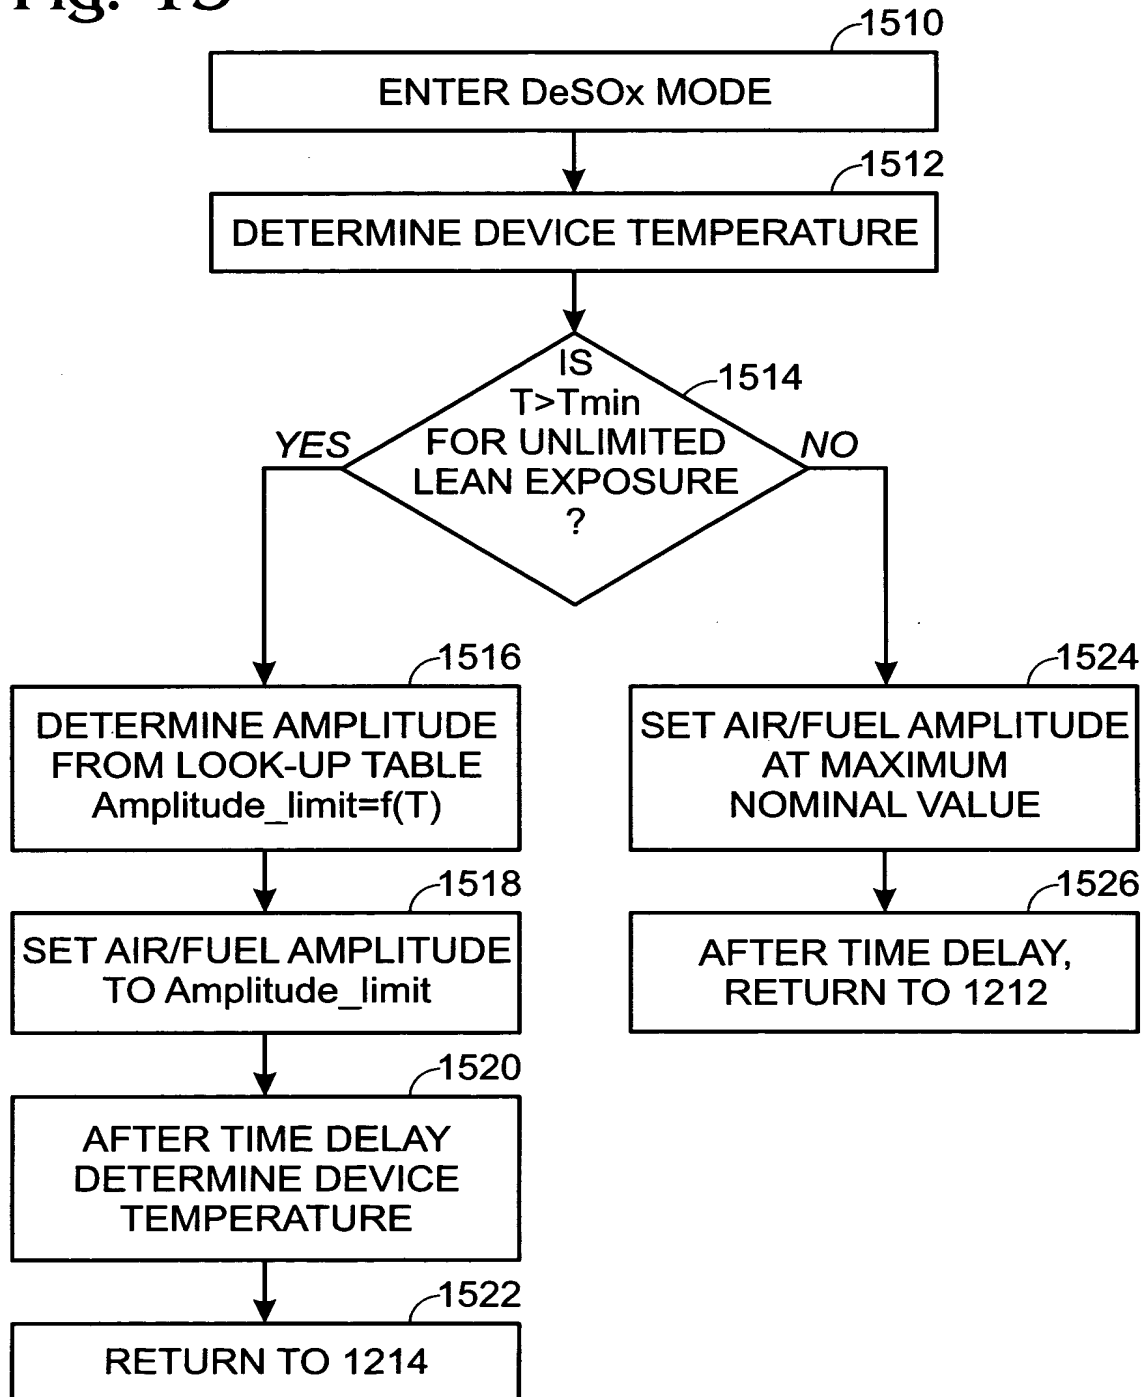 Fig. 15
1510
ENTER DeSOx MODE
1512
DETERMINE DEVICE TEMPERATURE
1514
IS
T>Tmin
FOR UNLIMITED
LEAN EXPOSURE
?
YES
NO
1516
DETERMINE AMPLITUDE
FROM LOOK-UP TABLE
Amplitude_limit=f(T)
1518
SET AIR/FUEL AMPLITUDE
TO Amplitude_limit
1520
AFTER TIME DELAY
DETERMINE DEVICE
TEMPERATURE
1522
RETURN TO 1214
1524
SET AIR/FUEL AMPLITUDE
AT MAXIMUM
NOMINAL VALUE
1526
AFTER TIME DELAY,
RETURN TO 1212